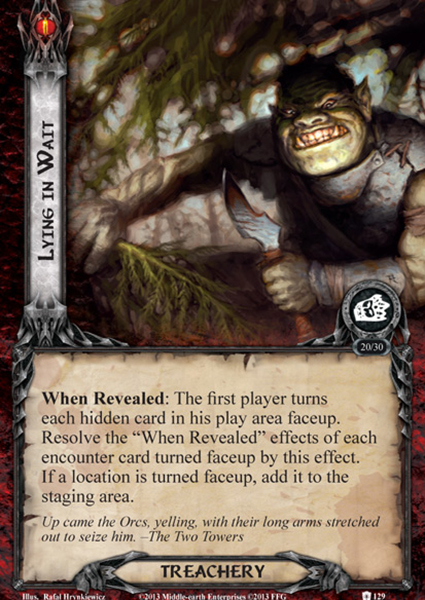 Lying in Wait
20/30
When Revealed: The first player turns
each hidden card in his play area faceup.
Resolve the “When Revealed” effects of each
encounter card turned faceup by this effect.
If a location is turned faceup, add it to the
staging area.
Up came the Orcs, yelling, with their long arms stretched
out to seize him. –The Two Towers
TREACHERY
Illus. Rafał Hrynkiewicz ©2013 Middle-earth Enterprises ©2013 FFG 129